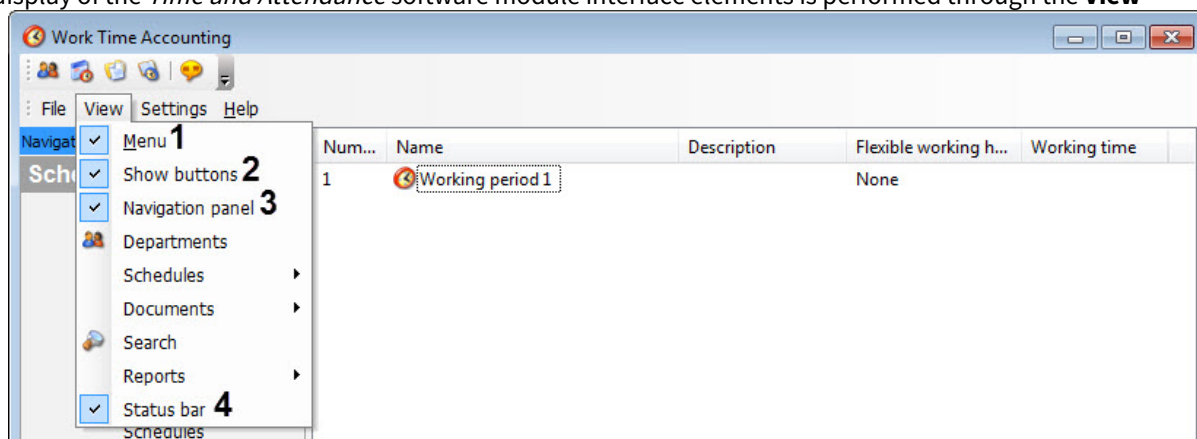 display of the Time and Attendance software module interface elements is performed through the View
Work Time Accounting
File View Settings Help
Navigat
Menu 1
Num... Name Description Flexible working h... Working time
Sche
Show buttons 2
1 Working period 1 None
Navigation panel 3
Departments
Schedules
Documents
Search
Reports
Status bar 4
Schedules